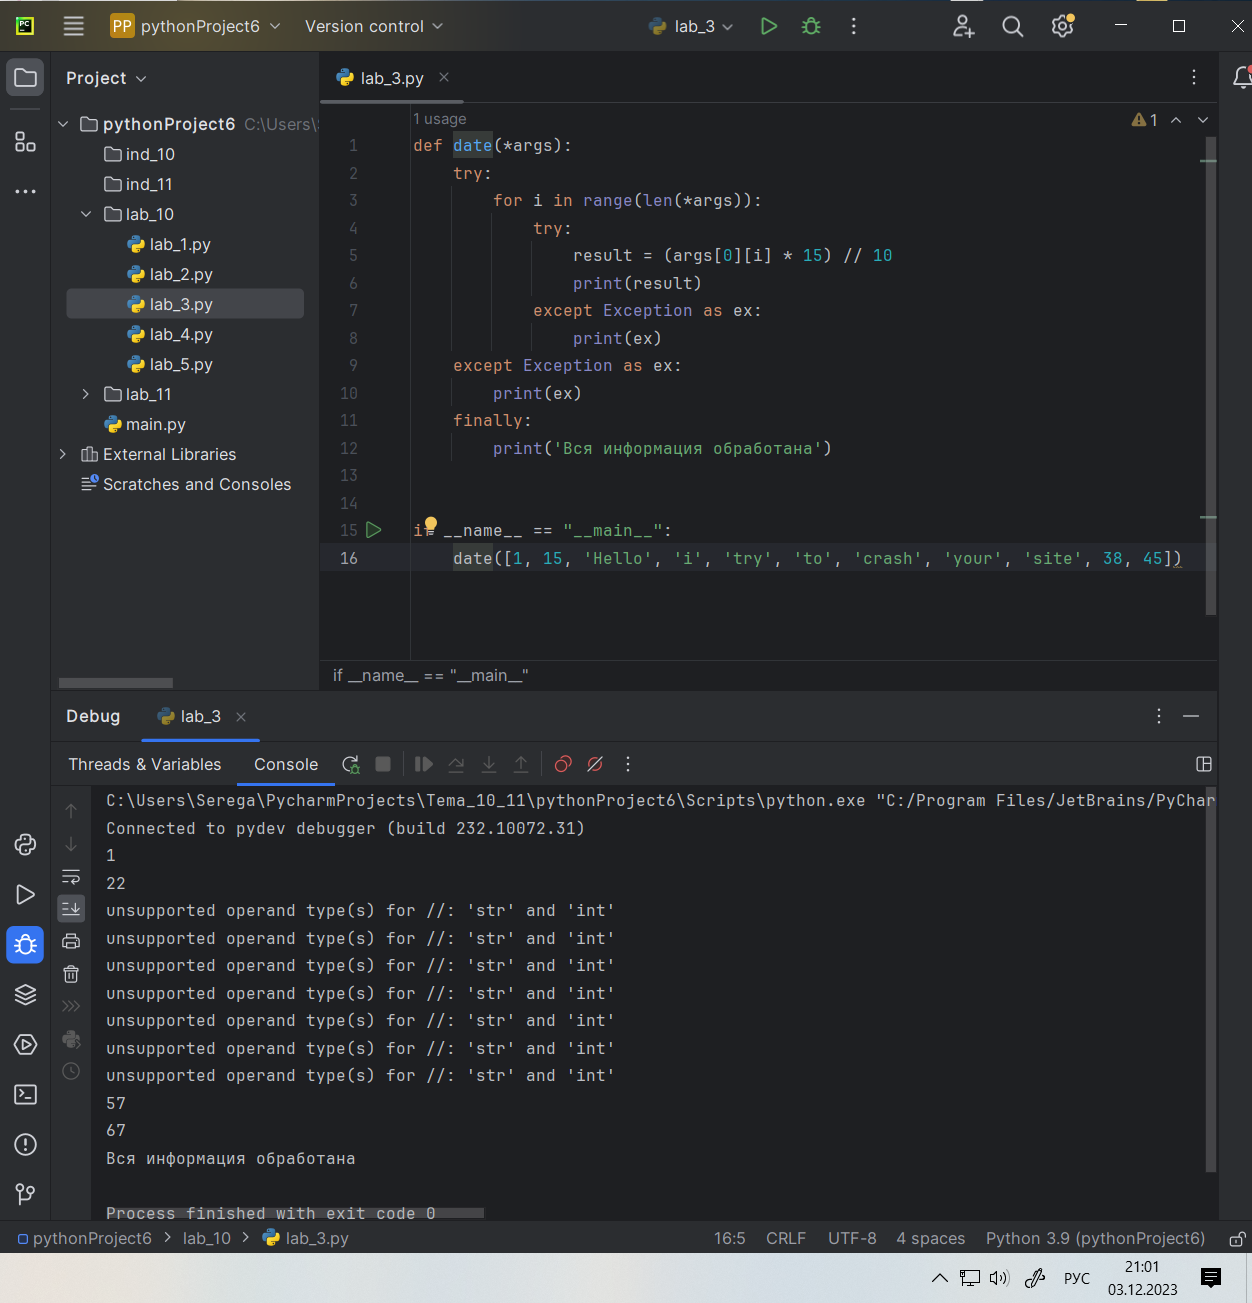 PC
PP pythonProject6 Version control lab_3
Project
lab_3.py
pythonProject6 C:\Users\
ind_10
ind_11
lab_10
lab_1.py
lab_2.py
lab_3.py
lab_4.py
lab_5.py
lab_11
main.py
External Libraries
Scratches and Consoles
1 usage
1
1 def date(*args):
2 try:
3 for i in range(len(*args)):
4 try:
5 result = (args[0][i] * 15) // 10
6 print(result)
7 except Exception as ex:
8 print(ex)
9 except Exception as ex:
10 print(ex)
11 finally:
12 print('Вся информация обработана')
13
14
15 if __name__ == "__main__":
16 date([1, 15, 'Hello', 'i', 'try', 'to', 'crash', 'your', 'site', 38, 45])
if __name__ == "__main__"
Debug lab_3
Threads & Variables Console
C:\Users\Serega\PycharmProjects\Tema_10_11\pythonProject6\Scripts\python.exe "C:/Program Files/JetBrains/PyChar
Connected to pydev debugger (build 232.10072.31)
1
22
unsupported operand type(s) for //: 'str' and 'int'
unsupported operand type(s) for //: 'str' and 'int'
unsupported operand type(s) for //: 'str' and 'int'
unsupported operand type(s) for //: 'str' and 'int'
unsupported operand type(s) for //: 'str' and 'int'
unsupported operand type(s) for //: 'str' and 'int'
unsupported operand type(s) for //: 'str' and 'int'
57
67
Вся информация обработана
Process finished with exit code 0
pythonProject6 lab_10 lab_3.py 16:5 CRLF UTF-8 4 spaces Python 3.9 (pythonProject6)
РУС
21:01
03.12.2023